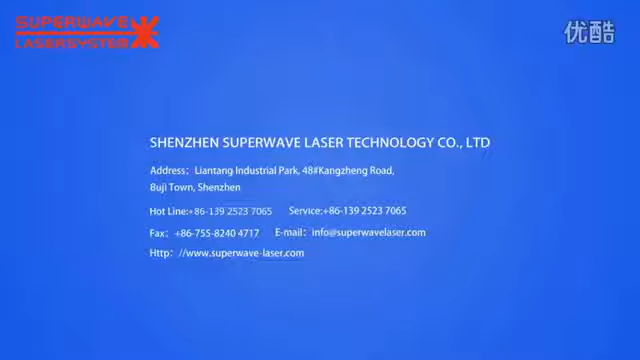 SUPERWAVE
LASERSYSTEM
优酷
SHENZHEN SUPERWAVE LASER TECHNOLOGY CO., LTD
Address: Liantang Industrial Park, 48#Kangzheng Road,
Buji Town, Shenzhen
Hot Line:+86-139 2523 7065 Service:+86-139 2523 7065
Fax: +86-755-8240 4717 E-mail: info@superwavelaser.com
Http: //www.superwave-laser.com